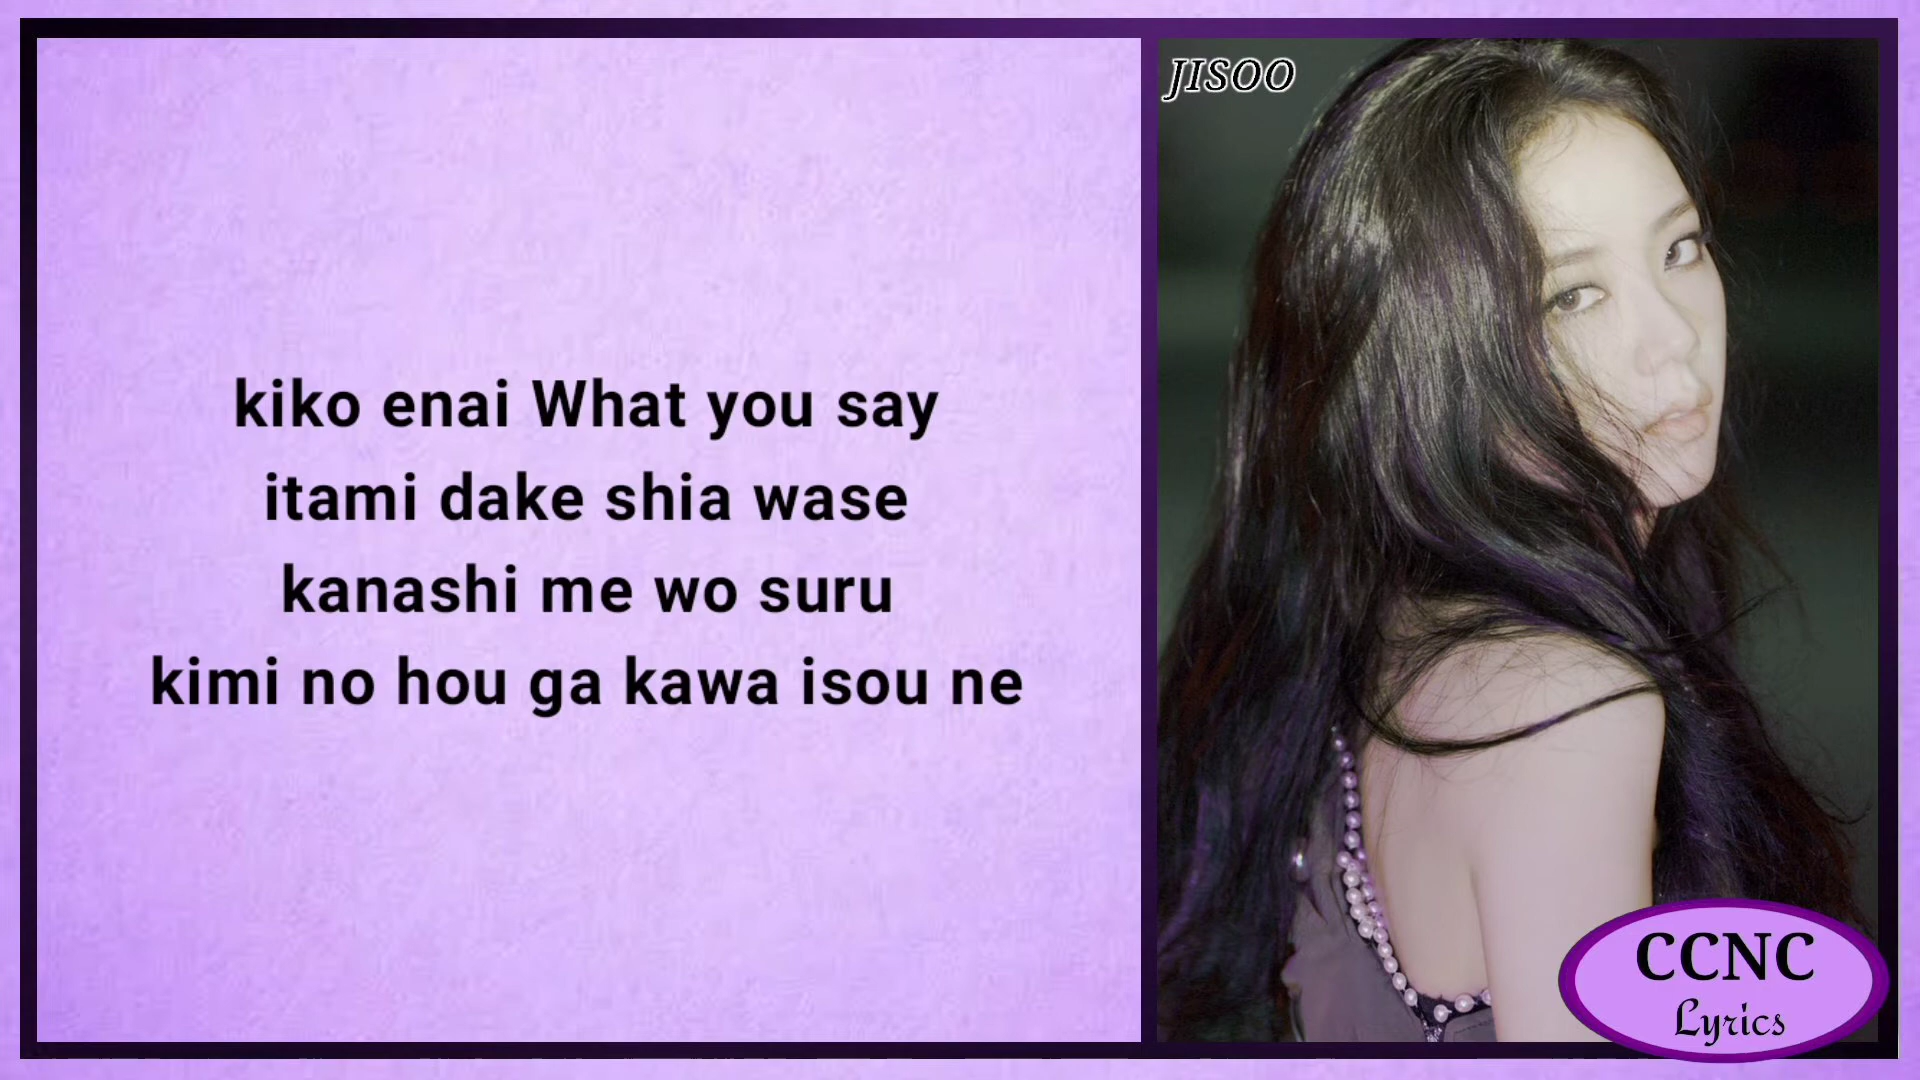 kiko enai What you say
itami dake shia wase
kanashi me wo suru
kimi no hou ga kawa isou ne
JISOO
CCNC
Lyrics